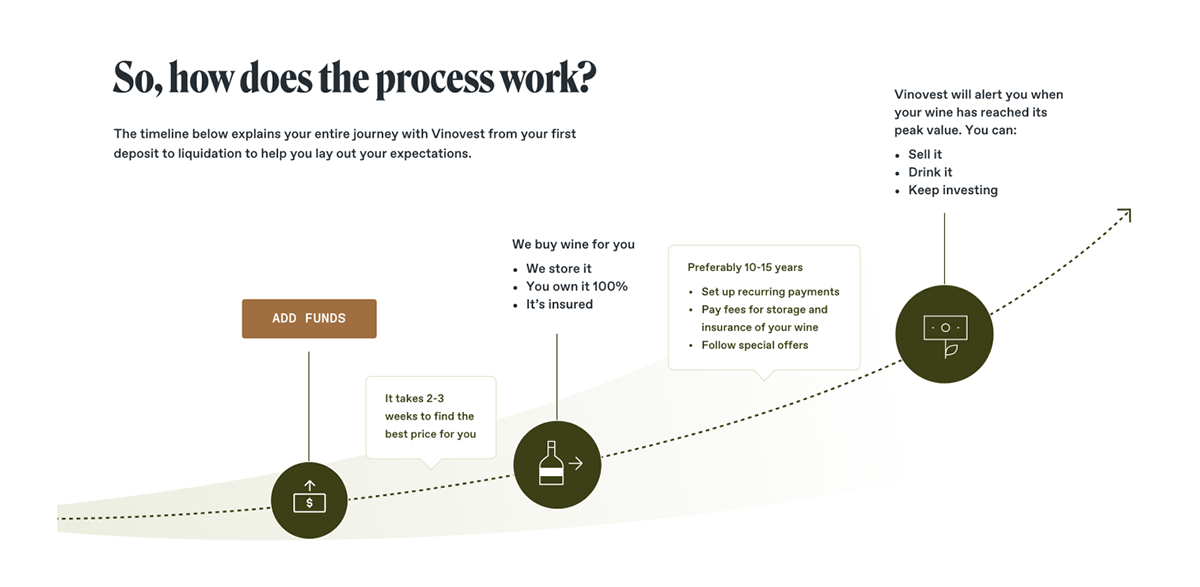 So, how does the process work?
The timeline below explains your entire journey with Vinovest from your first
deposit to liquidation to help you lay out your expectations.
Vinovest will alert you when
your wine has reached its
peak value. You can:
• Sell it
• Drink it
• Keep investing
We buy wine for you
• We store it
• You own it 100%
• It's insured
Preferably 10-15 years
• Set up recurring payments
• Pay fees for storage and
insurance of your wine
• Follow special offers
ADD FUNDS
It takes 2-3
weeks to find the
best price for you
$